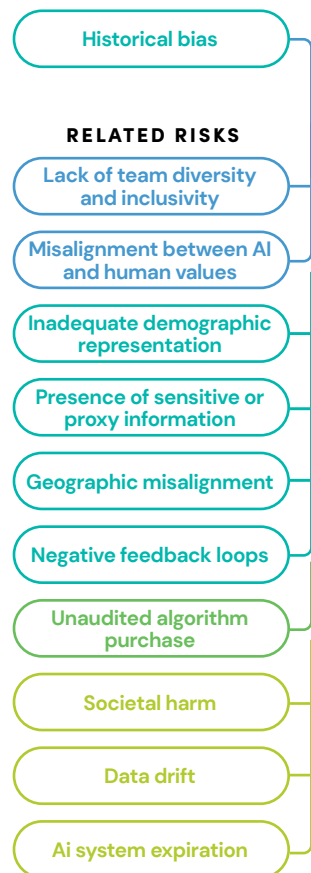 Historical bias
RELATED RISKS
Lack of team diversity
and inclusivity
Misalignment between AI
and human values
Inadequate demographic
representation
Presence of sensitive or
proxy information
Geographic misalignment
Negative feedback loops
Unaudited algorithm
purchase
Societal harm
Data drift
Ai system expiration